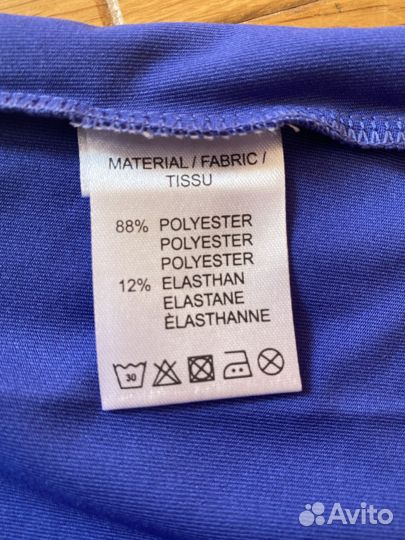 MATERIAL / FABRIC /
TISSU
88% POLYESTER
POLYESTER
POLYESTER
12% ELASTHAN
ELASTANE
ÈLASTHANNE
30
Avito